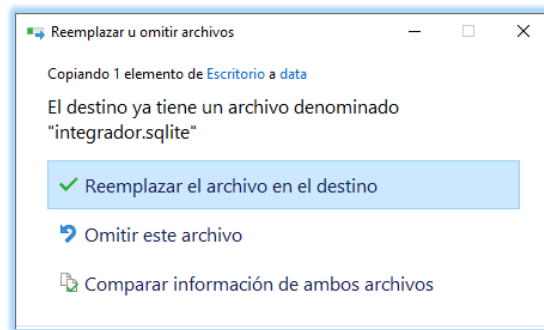 Reemplazar u omitir archivos
Copiando 1 elemento de Escritorio a data
El destino ya tiene un archivo denominado
"integrador.sqlite"
Reemplazar el archivo en el destino
Omitir este archivo
Comparar información de ambos archivos